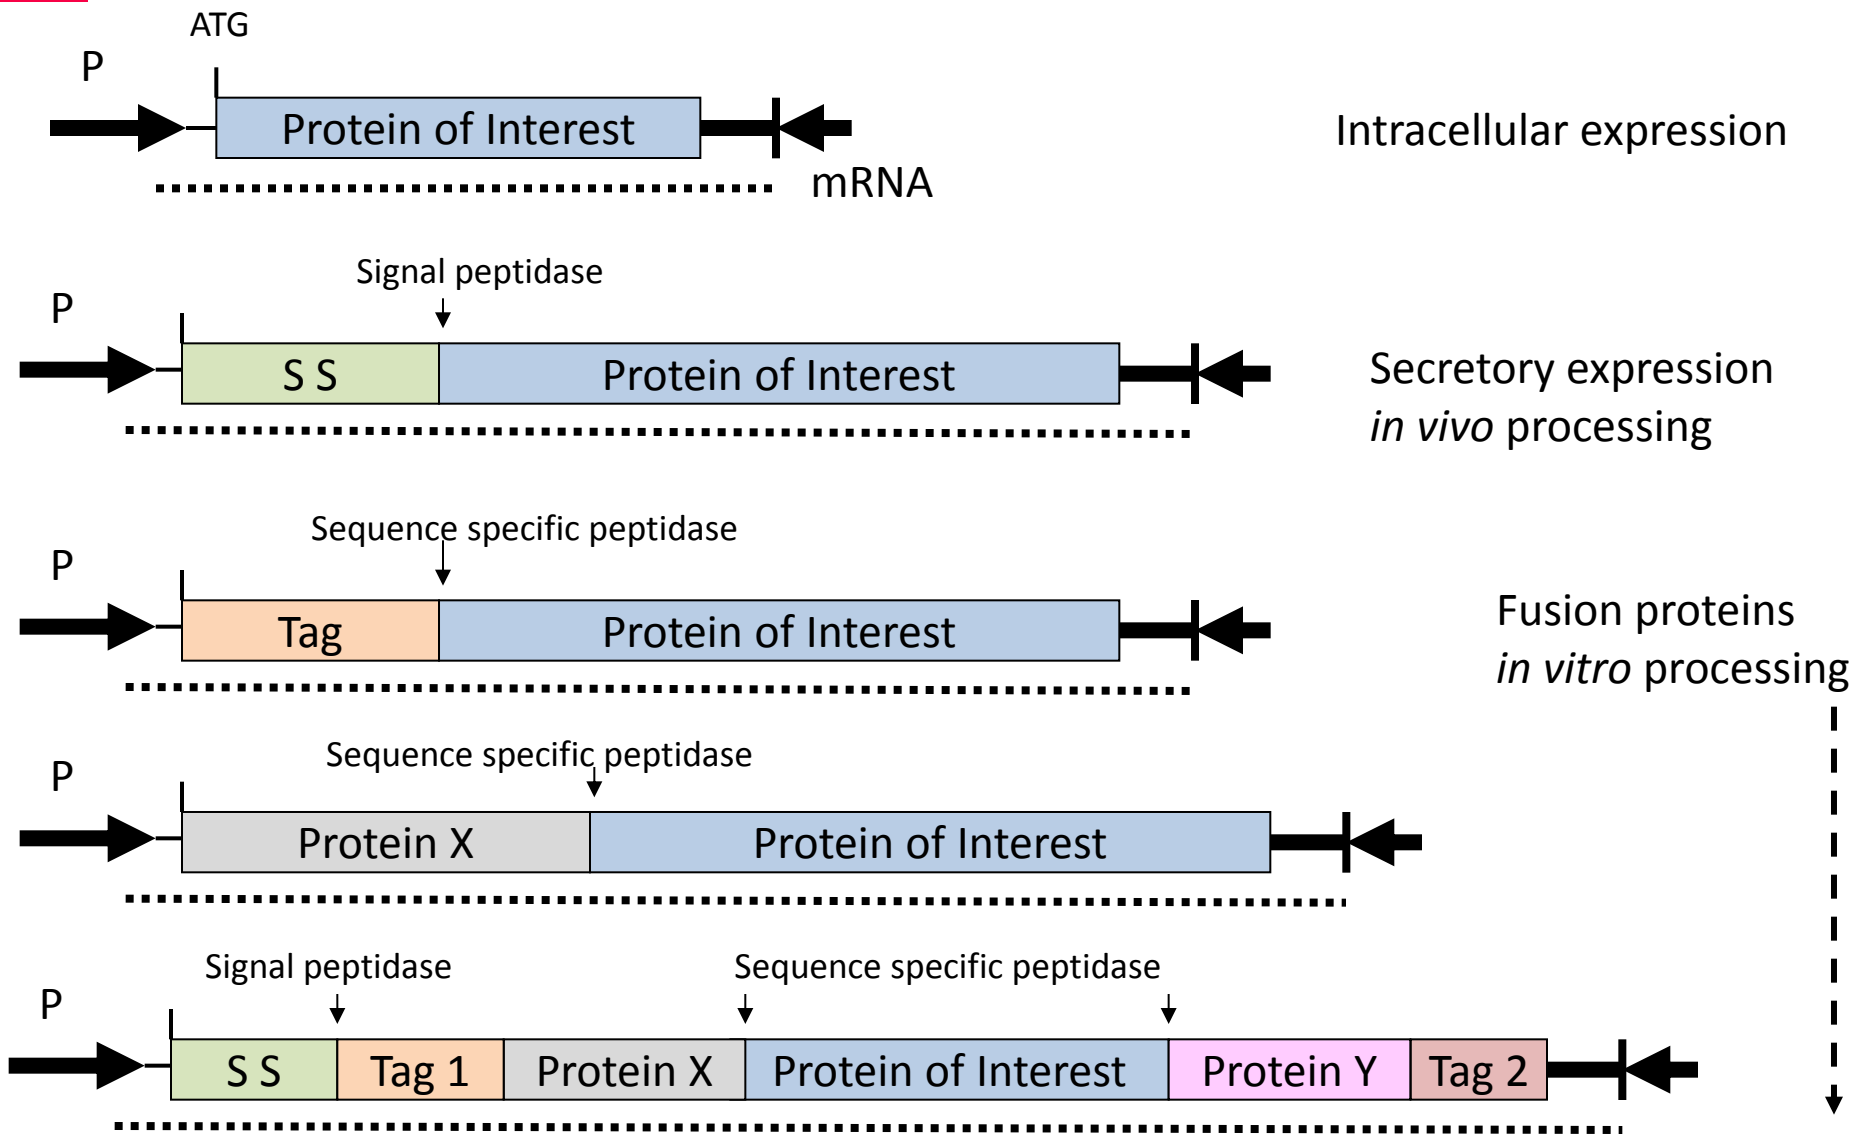 ATG
P
Protein of Interest
Intracellular expression
mRNA
Signal peptidase
P
S S
Protein of Interest
Secretory expression
in vivo processing
Sequence specific peptidase
P
Tag
Protein of Interest
Fusion proteins
in vitro processing
Sequence specific peptidase
P
Protein X
Protein of Interest
Signal peptidase
Sequence specific peptidase
P
S S
Tag 1
Protein X
Protein of Interest
Protein Y
Tag 2